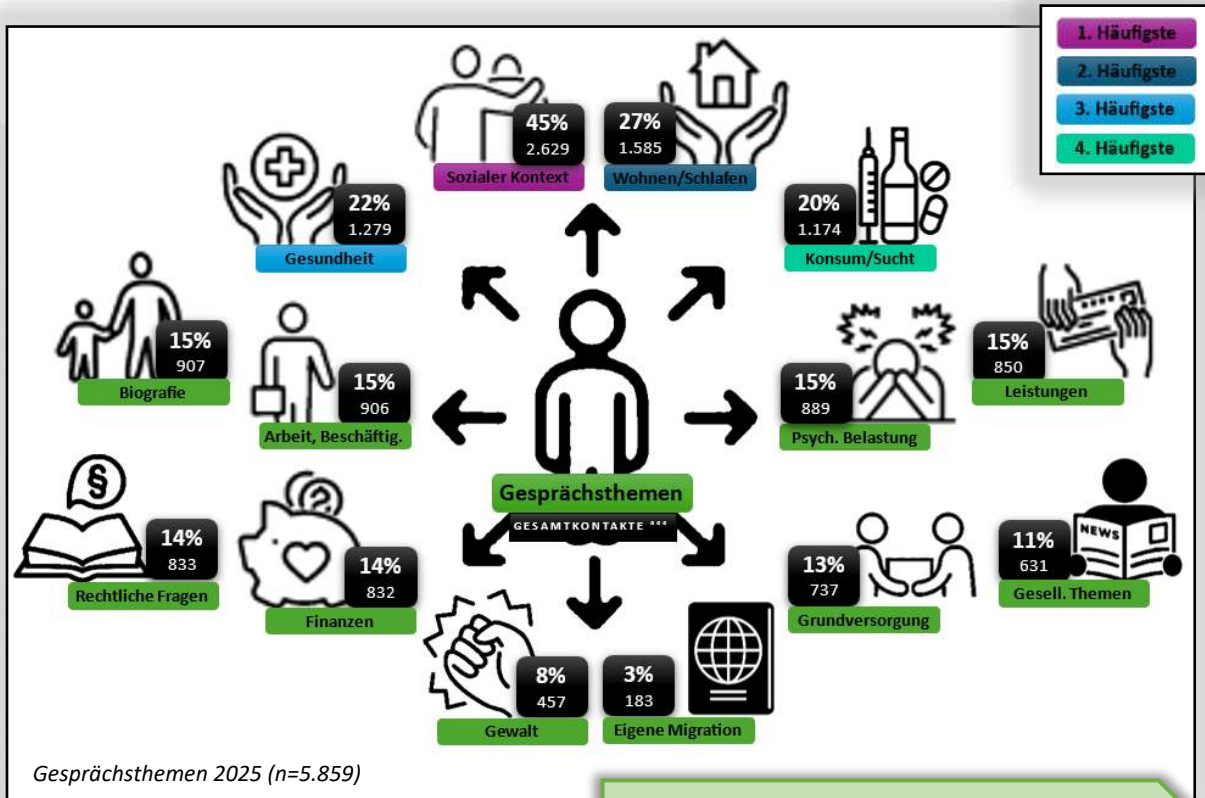 1. Häufigste
2. Häufigste
3. Häufigste
4. Häufigste
45%
2.629
Sozialer Kontext
27%
1.585
Wohnen/Schlafen
22%
1.279
Gesundheit
20%
1.174
Konsum/Sucht
15%
907
Biografie
15%
906
Arbeit, Beschäftig.
15%
889
Psych. Belastung
15%
850
Leistungen
Gesprächsthemen
GESAMTKONTAKTE °°°
§
14%
833
Rechtliche Fragen
14%
832
Finanzen
13%
737
Grundversorgung
NEWS
11%
631
Gesell. Themen
8%
457
Gewalt
3%
183
Eigene Migration
Gesprächsthemen 2025 (n=5.859)